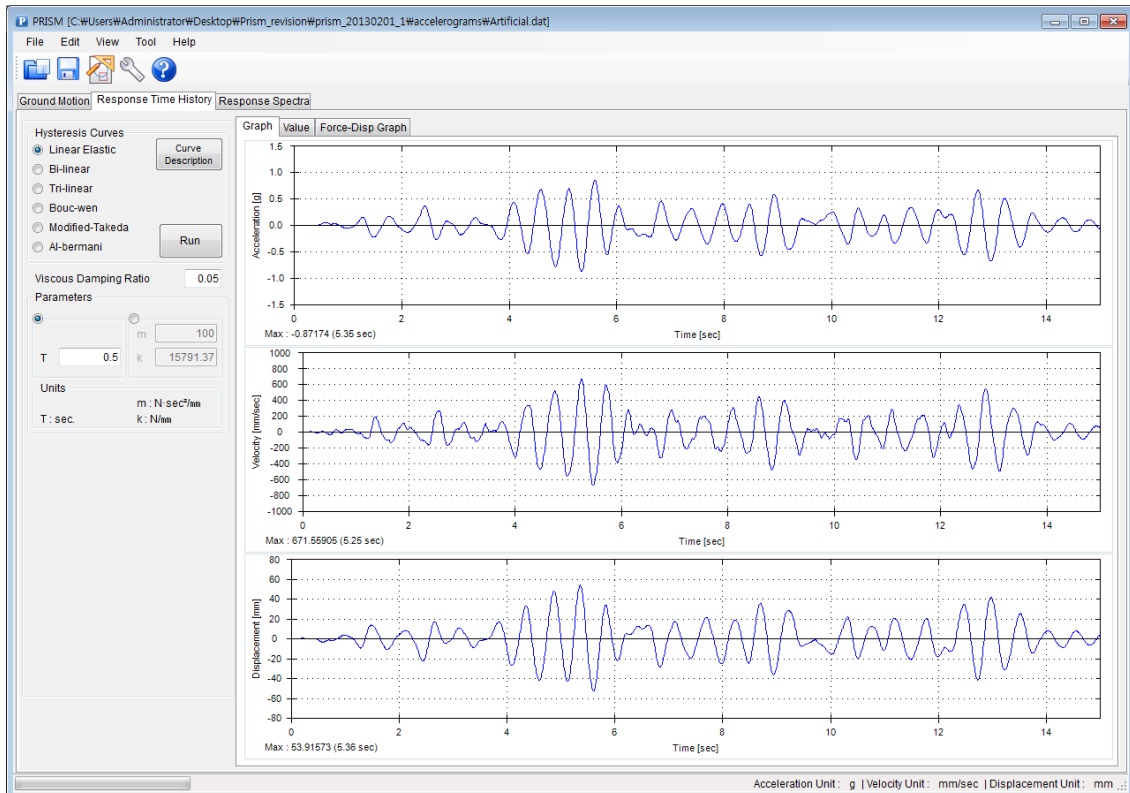 PRISM [C:₩Users₩Administrator₩Desktop₩Prism_revision₩prism_20130201_1₩accelerograms₩Artificial.dat]
File Edit View Tool Help
Ground Motion Response Time History Response Spectra
Hysteresis Curves
Linear Elastic
Curve Description
Bi-linear
Tri-linear
Bouc-wen
Modified-Takeda
Al-bermani
Run
Viscous Damping Ratio 0.05
Parameters
m 100
T 0.5 k 15791.37
Units
m : N·sec²/mm
T : sec. k : N/mm
Graph Value Force-Disp Graph
Acceleration [g]
1.5
1.0
0.5
0.0
-0.5
-1.0
-1.5
0 2 4 6 8 10 12 14
Max : -0.87174 (5.35 sec) Time [sec]
Velocity [mm/sec]
1000
800
600
400
200
0
-200
-400
-600
-800
-1000
0 2 4 6 8 10 12 14
Max : 671.55905 (5.25 sec) Time [sec]
Displacement [mm]
80
60
40
20
0
-20
-40
-60
-80
0 2 4 6 8 10 12 14
Max : 53.91573 (5.36 sec) Time [sec]
Acceleration Unit : g | Velocity Unit : mm/sec | Displacement Unit : mm